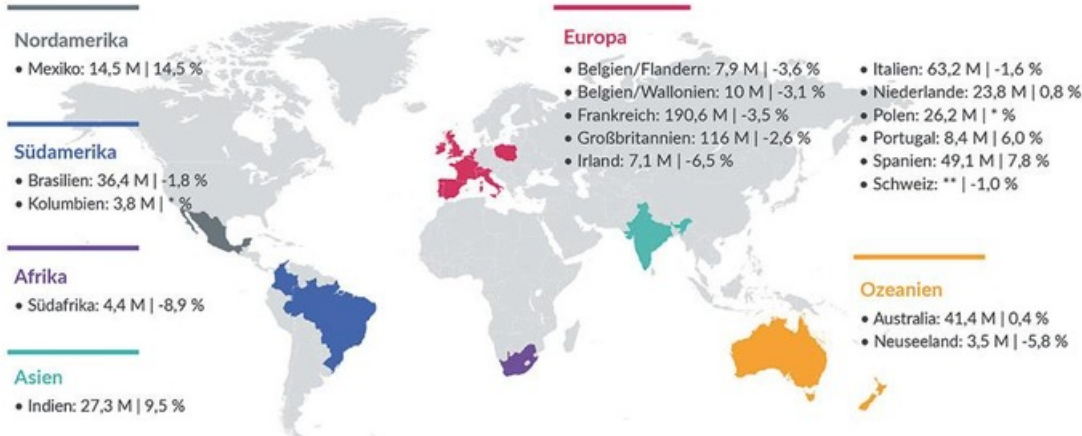 Nordamerika
• Mexiko: 14,5 M | 14,5 %
Südamerika
• Brasilien: 36,4 M | -1,8 %
• Kolumbien: 3,8 M | * %
Afrika
• Südafrika: 4,4 M | -8,9 %
Asien
• Indien: 27,3 M | 9,5 %
Europa
• Belgien/Flandern: 7,9 M | -3,6 %
• Belgien/Wallonien: 10 M | -3,1 %
• Frankreich: 190,6 M | -3,5 %
• Großbritannien: 116 M | -2,6 %
• Irland: 7,1 M | -6,5 %
• Italien: 63,2 M | -1,6 %
• Niederlande: 23,8 M | 0,8 %
• Polen: 26,2 M | * %
• Portugal: 8,4 M | 6,0 %
• Spanien: 49,1 M | 7,8 %
• Schweiz: ** | -1,0 %
Ozeanien
• Australia: 41,4 M | 0,4 %
• Neuseeland: 3,5 M | -5,8 %